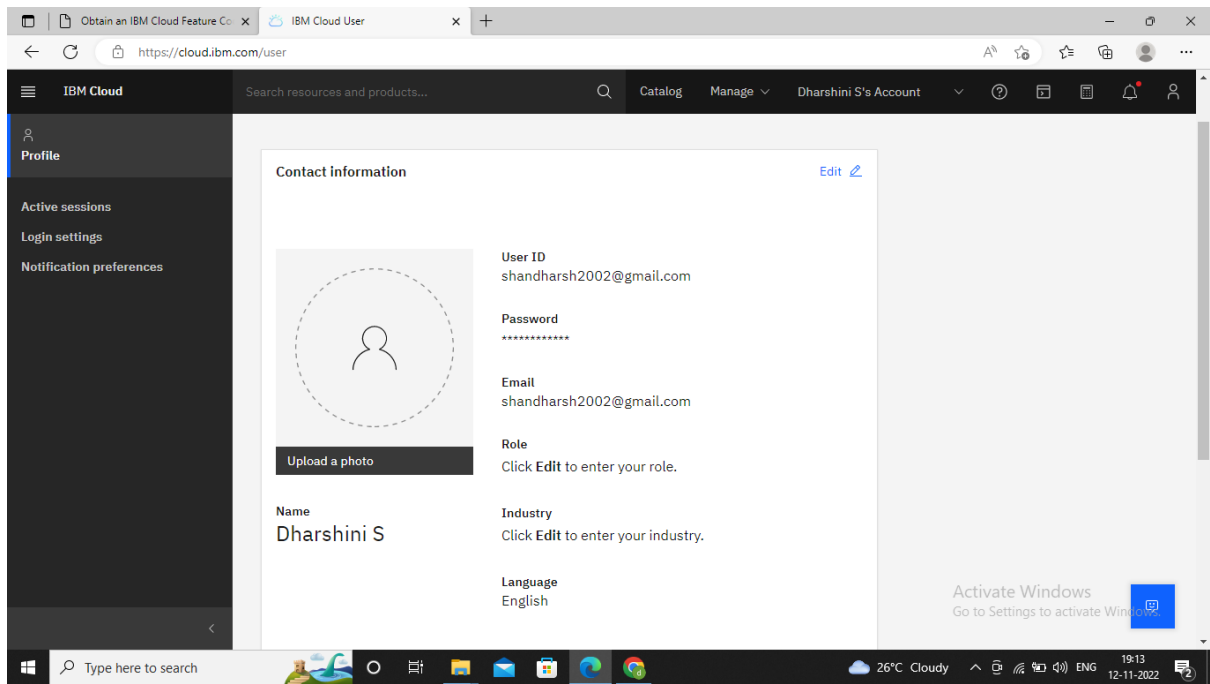 Obtain an IBM Cloud Feature Co
IBM Cloud User
https://cloud.ibm.com/user
IBM Cloud
Search resources and products...
Catalog
Manage
Dharshini S's Account
Profile
Active sessions
Login settings
Notification preferences
Contact information
Edit
Upload a photo
Name
Dharshini S
User ID
shandharsh2002@gmail.com
Password
************
Email
shandharsh2002@gmail.com
Role
Click Edit to enter your role.
Industry
Click Edit to enter your industry.
Language
English
Activate Windows
Go to Settings to activate Windows.
Type here to search
26°C Cloudy
ENG
19:13
12-11-2022
2